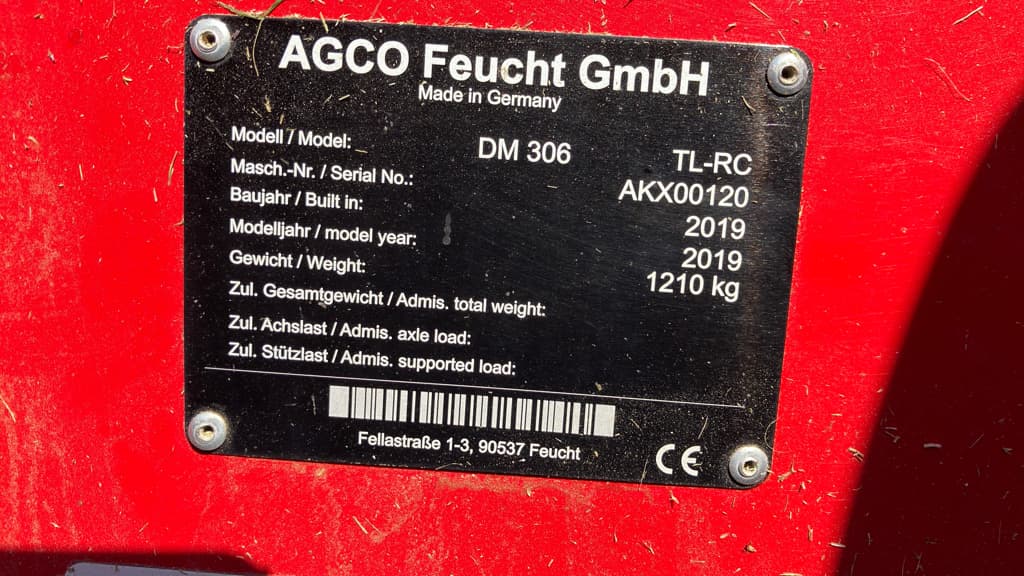 AGCO Feucht GmbH
Made in Germany
Modell / Model: DM 306 TL-RC
Masch.-Nr. / Serial No.: AKX00120
Baujahr / Built in: 2019
Modelljahr / model year: 2019
Gewicht / Weight: 1210 kg
Zul. Gesamtgewicht / Admis. total weight:
Zul. Achslast / Admis. axle load:
Zul. Stützlast / Admis. supported load:
Fellastraße 1-3, 90537 Feucht
CE